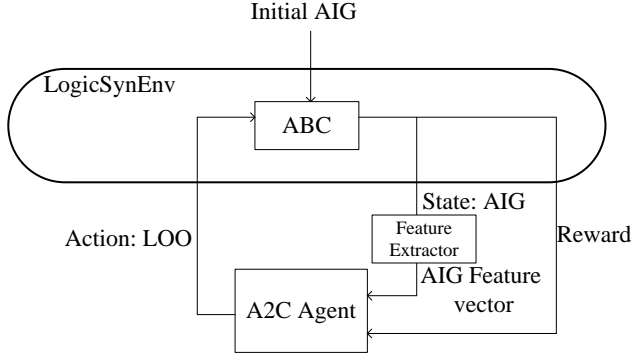 Initial AIG
LogicSynEnv
ABC
State: AIG
Action: LOO
Feature
Extractor
Reward
AIG Feature
vector
A2C Agent